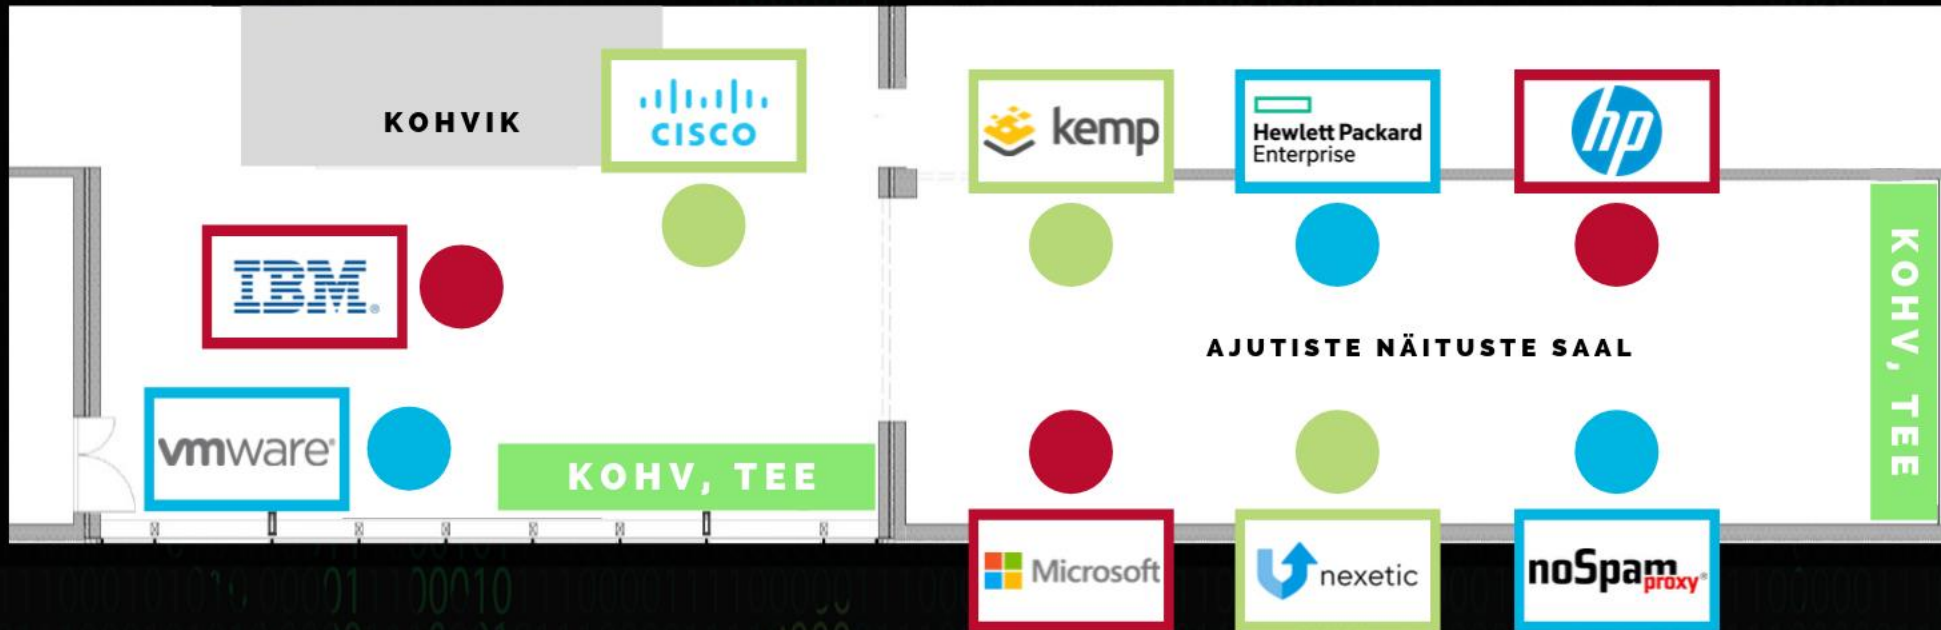 KOHVIK
CISCO
IBM®
vmware®
KOHV, TEE
kemp
Hewlett Packard
Enterprise
hp
AJUTISTE NÄITUSTE SAAL
KOHV, TEE
Microsoft
nexetic
noSpam
proxy®